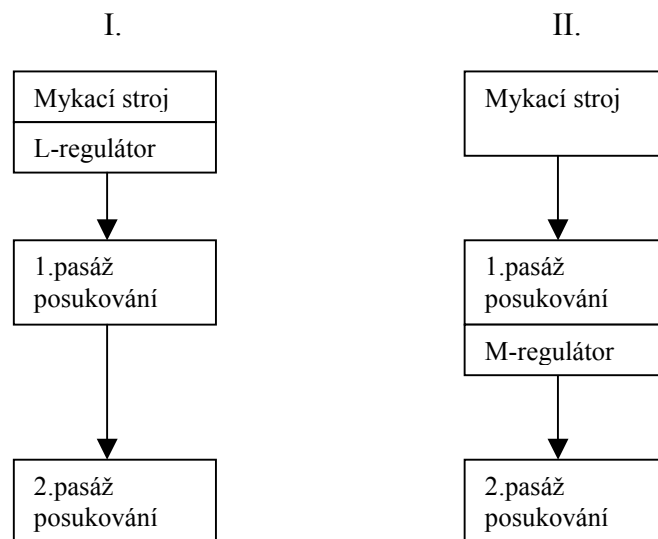 I.
Mykací stroj
L-regulátor
1.pasáž
posukování
2.pasáž
posukování
II.
Mykací stroj
1.pasáž
posukování
M-regulátor
2.pasáž
posukování